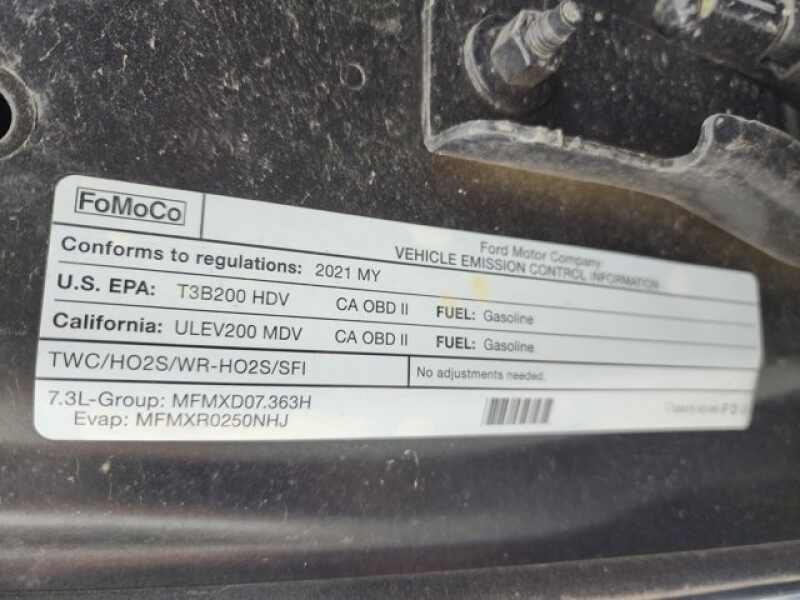 FoMoCo
Ford Motor Company
VEHICLE EMISSION CONTROL INFORMATION
Conforms to regulations: 2021 MY
U.S. EPA: T3B200 HDV CA OBD II FUEL: Gasoline
California: ULEV200 MDV CA OBD II FUEL: Gasoline
TWC/HO2S/WR-HO2S/SFI No adjustments needed.
7.3L-Group: MFMXD07.363H
Evap: MFMXR0250NHJ